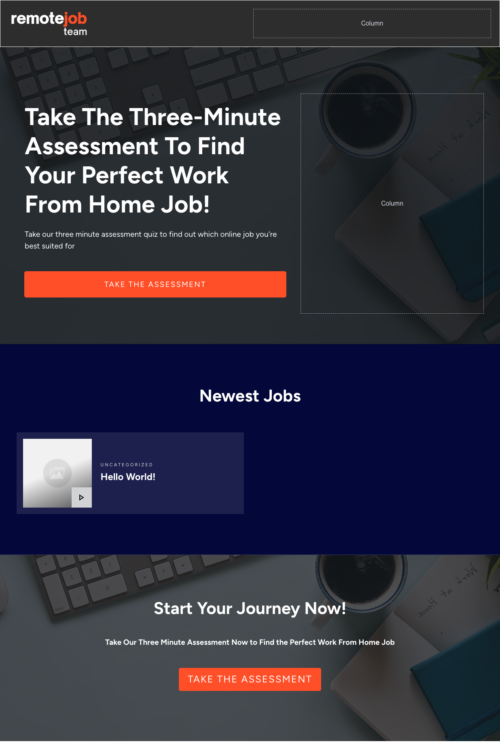 remotejob
team
Column
Take The Three-Minute
Assessment To Find
Your Perfect Work
From Home Job!
Column
Take our three minute assessment quiz to find out which online job you're
best suited for
TAKE THE ASSESSMENT
Newest Jobs
UNCATEGORIZED
Hello World!
Start Your Journey Now!
Take Our Three Minute Assessment Now to Find the Perfect Work From Home Job
TAKE THE ASSESSMENT